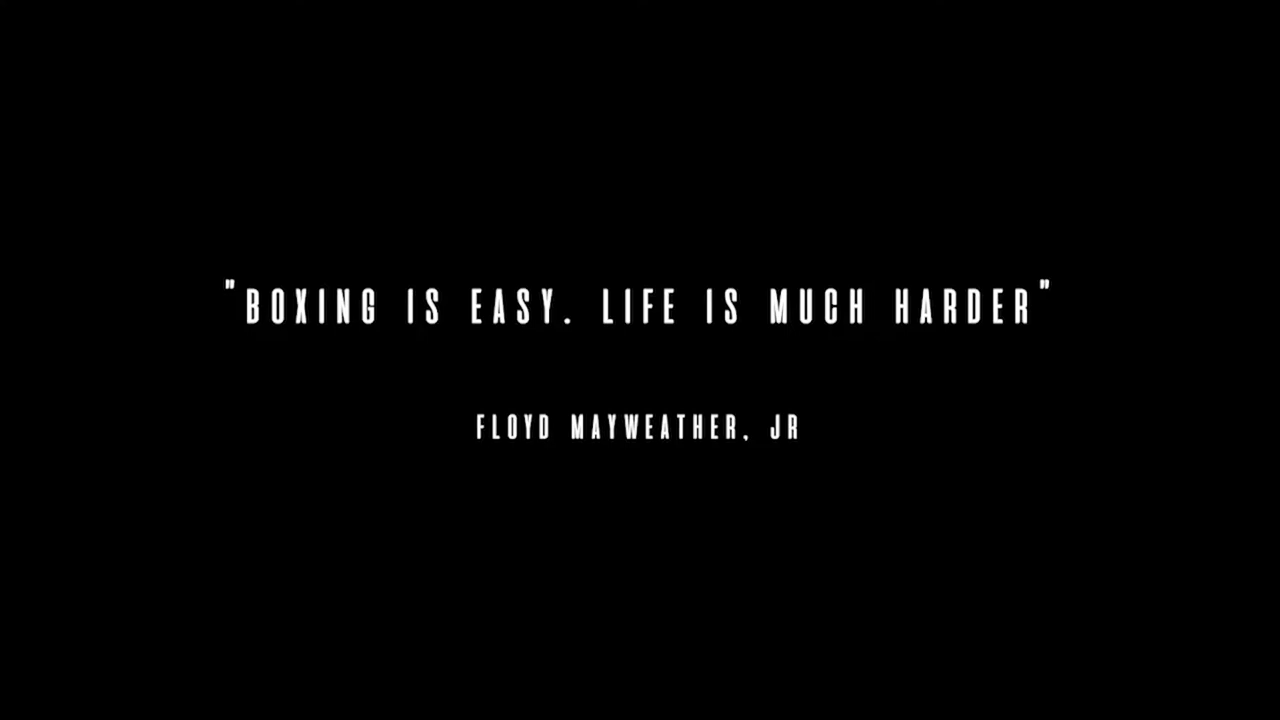 "BOXING IS EASY. LIFE IS MUCH HARDER"
FLOYD MAYWEATHER, JR